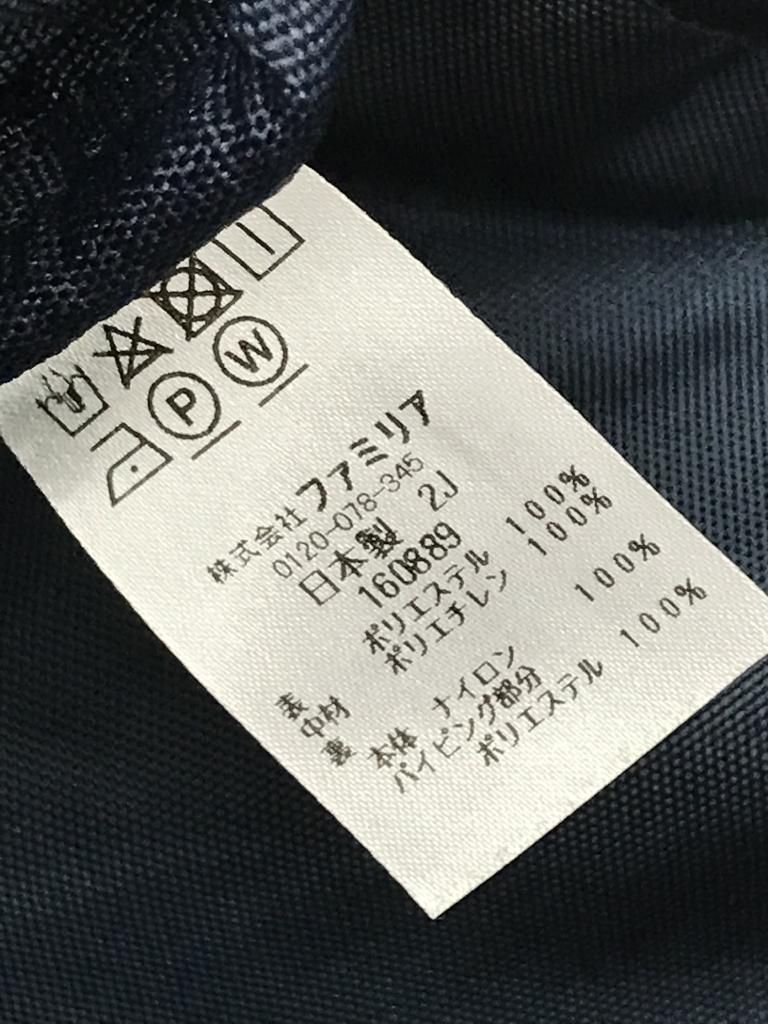 P W
株式会社ファミリア
0120-078-345
日本製 2J
160889
表 ポリエステル 100%
中材 ポリエチレン 100%
裏 本体 ナイロン 100%
パイピング部分
ポリエステル 100%